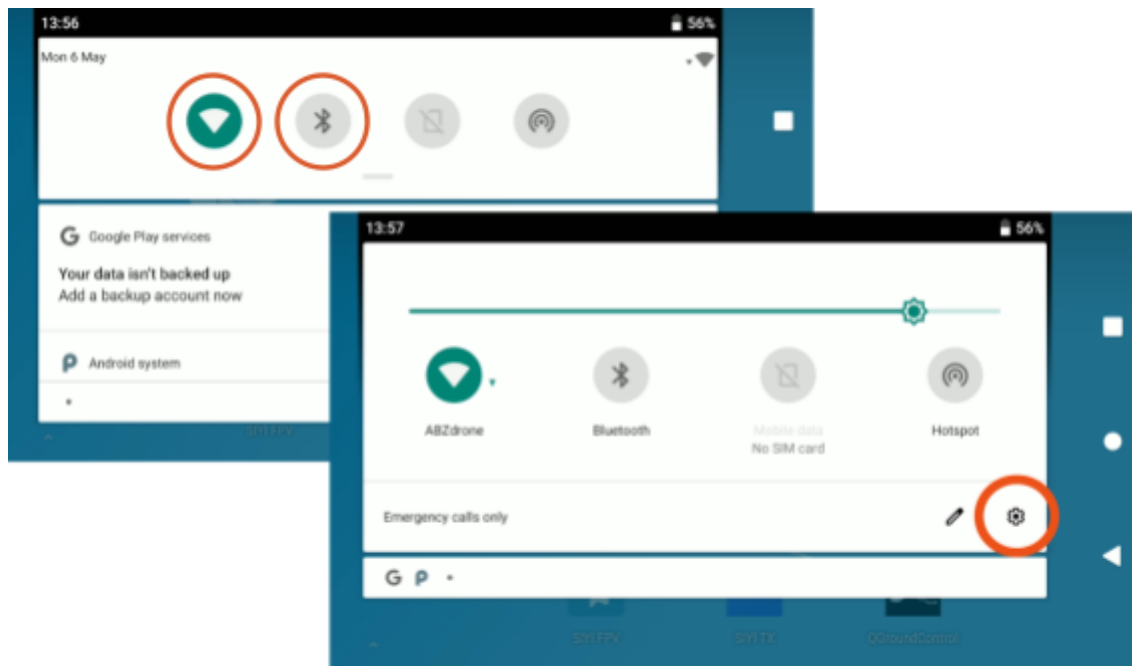 13:56
56%
Mon 6 May
Google Play services
Your data isn't backed up
Add a backup account now
Android system
SIYI FPV
13:57
56%
ABZdrone
Bluetooth
Mobile data
No SIM card
Hotspot
Emergency calls only
SIYI FPV
SIYI TX
QGroundControl